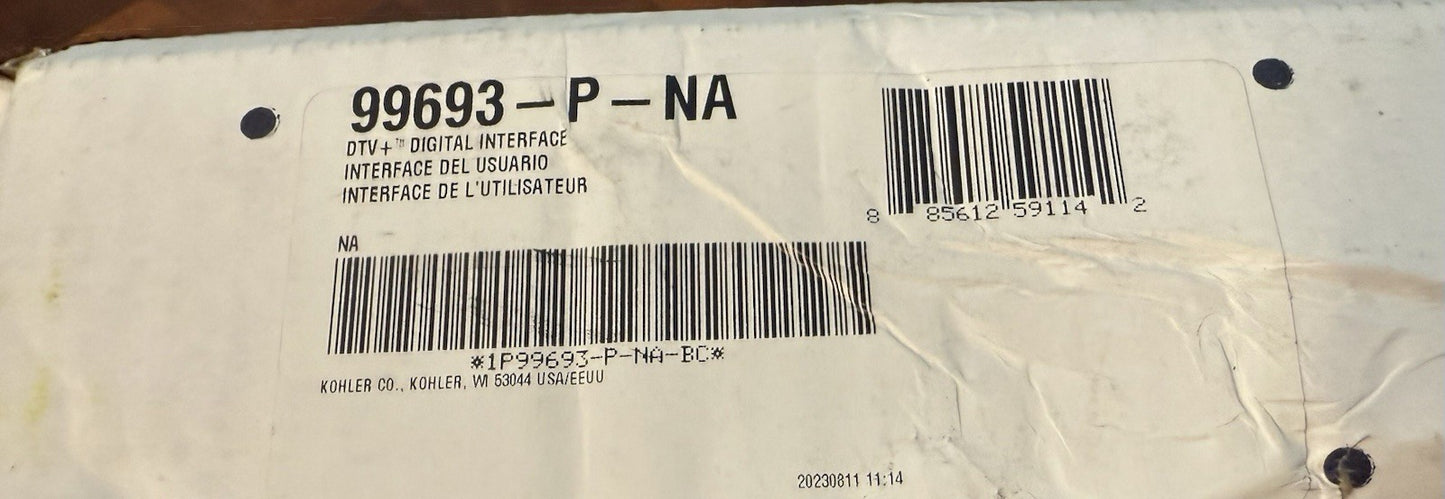 99693-P-NA
DTV+™ DIGITAL INTERFACE
INTERFACE DEL USUARIO
INTERFACE DE L'UTILISATEUR
8 85612 59114 2
NA
*1P99693-P-NA-BC*
KOHLER CO., KOHLER, WI 53044 USA/EEUU
20230811 11:14